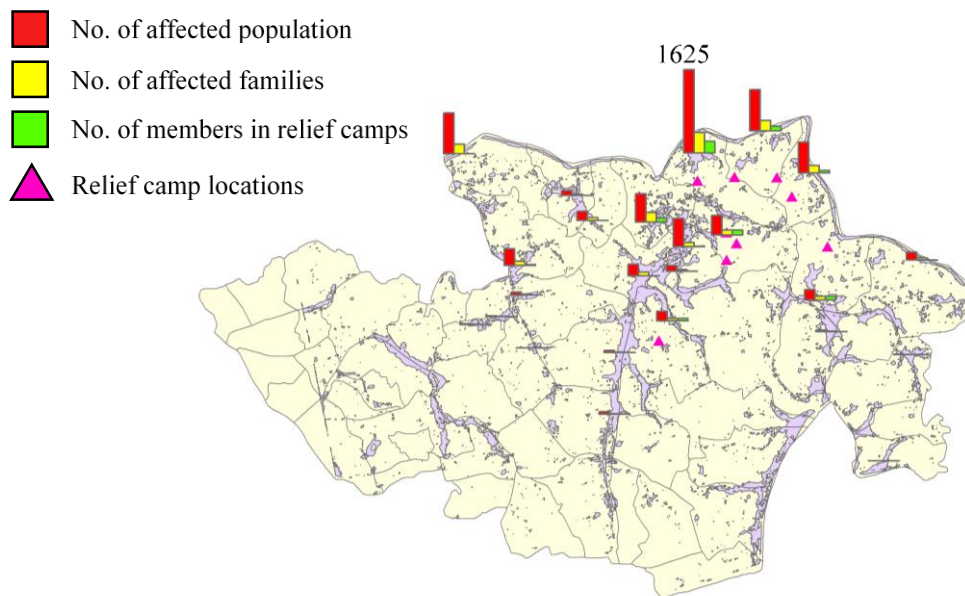 No. of affected population
No. of affected families
No. of members in relief camps
Relief camp locations
1625